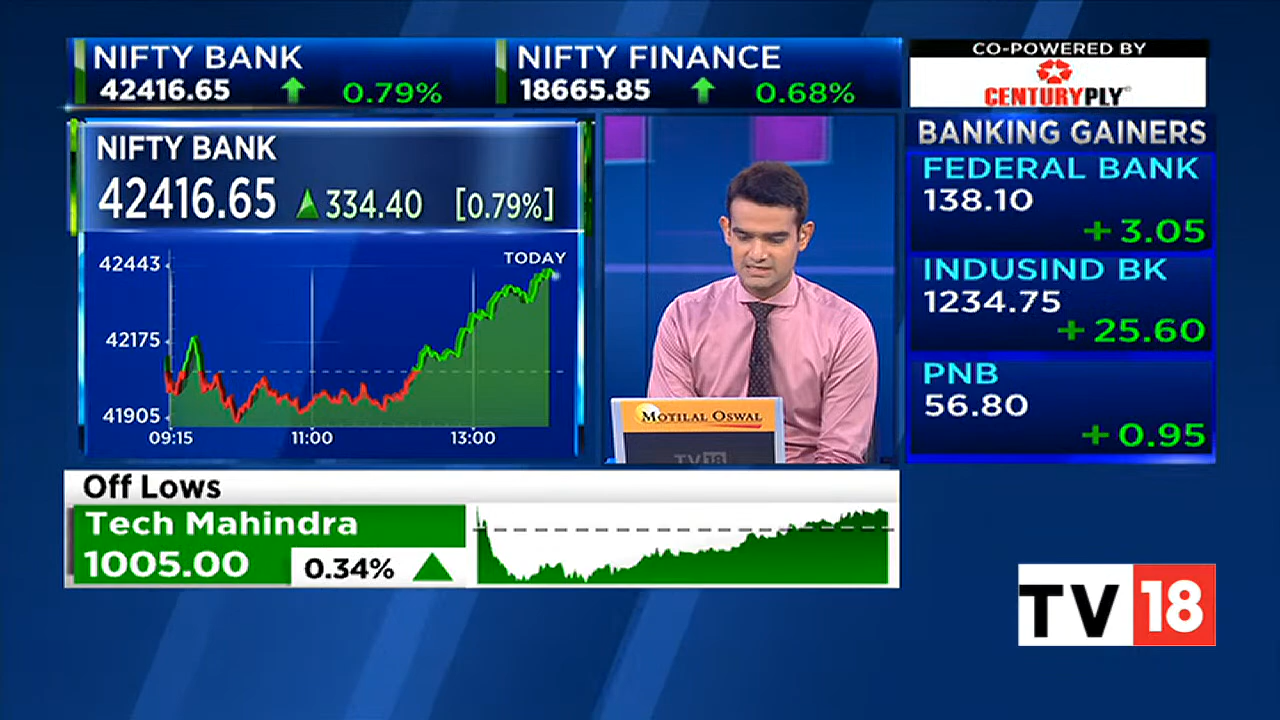 NIFTY BANK
42416.65 0.79%
NIFTY FINANCE
18665.85 0.68%
CO-POWERED BY
CENTURYPLY
NIFTY BANK
42416.65 334.40 [0.79%]
TODAY
42443
42175
41905
09:15 11:00 13:00
MOTILAL OSWAL
TV18
BANKING GAINERS
FEDERAL BANK
138.10
+ 3.05
INDUSIND BK
1234.75
+ 25.60
PNB
56.80
+ 0.95
Off Lows
Tech Mahindra
1005.00 0.34%
TV18